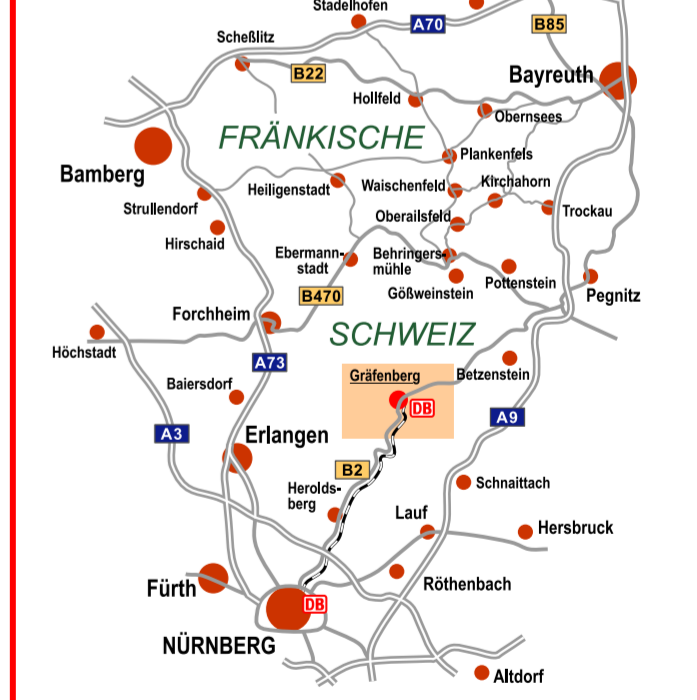 Stadelhofen
A70
B85
Scheßlitz
B22
Bayreuth
Hollfeld
Obernsees
FRÄNKISCHE
Plankenfels
Bamberg
Heiligenstadt
Waischenfeld
Kirchahorn
Strullendorf
Oberailsfeld
Trockau
Hirschaid
Ebermann-
stadt
Behringers-
mühle
Pottenstein
Gößweinstein
B470
Pegnitz
Forchheim
SCHWEIZ
Höchstadt
A73
Gräfenberg
Betzenstein
Baiersdorf
DB
A9
A3
Erlangen
B2
Schnaittach
Herolds-
berg
Lauf
Hersbruck
Fürth
Röthenbach
DB
NÜRNBERG
Altdorf